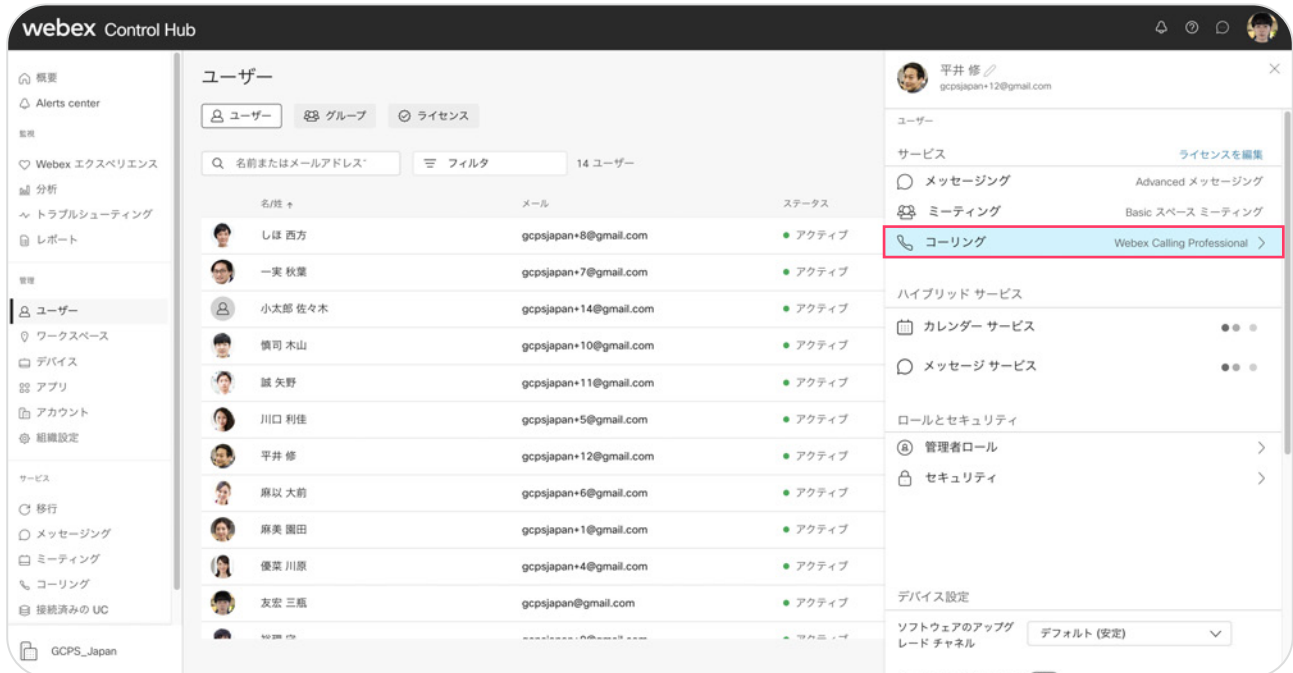 webex Control Hub
概要
Alerts center
監視
Webex エクスペリエンス
分析
トラブルシューティング
レポート
管理
ユーザー
ワークスペース
デバイス
アプリ
アカウント
組織設定
サービス
移行
メッセージング
ミーティング
コーリング
接続済みの UC
GCPS_Japan
ユーザー
ユーザー グループ ライセンス
名前またはメールアドレス フィルタ 14 ユーザー
名/姓 ↑ メール ステータス
しほ 西方 gcpsjapan+8@gmail.com アクティブ
一実 秋葉 gcpsjapan+7@gmail.com アクティブ
小太郎 佐々木 gcpsjapan+14@gmail.com アクティブ
慎司 木山 gcpsjapan+10@gmail.com アクティブ
誠 矢野 gcpsjapan+11@gmail.com アクティブ
川口 利佳 gcpsjapan+5@gmail.com アクティブ
平井 修 gcpsjapan+12@gmail.com アクティブ
麻以 大前 gcpsjapan+6@gmail.com アクティブ
麻美 園田 gcpsjapan+1@gmail.com アクティブ
優菜 川原 gcpsjapan+4@gmail.com アクティブ
友宏 三瓶 gcpsjapan@gmail.com アクティブ
平井 修
gcpsjapan+12@gmail.com
ユーザー
サービス ライセンスを編集
メッセージング Advanced メッセージング
ミーティング Basic スペース ミーティング
コーリング Webex Calling Professional
ハイブリッド サービス
カレンダー サービス
メッセージ サービス
ロールとセキュリティ
管理者ロール
セキュリティ
デバイス設定
ソフトウェアのアップグレード チャネル デフォルト (安定)